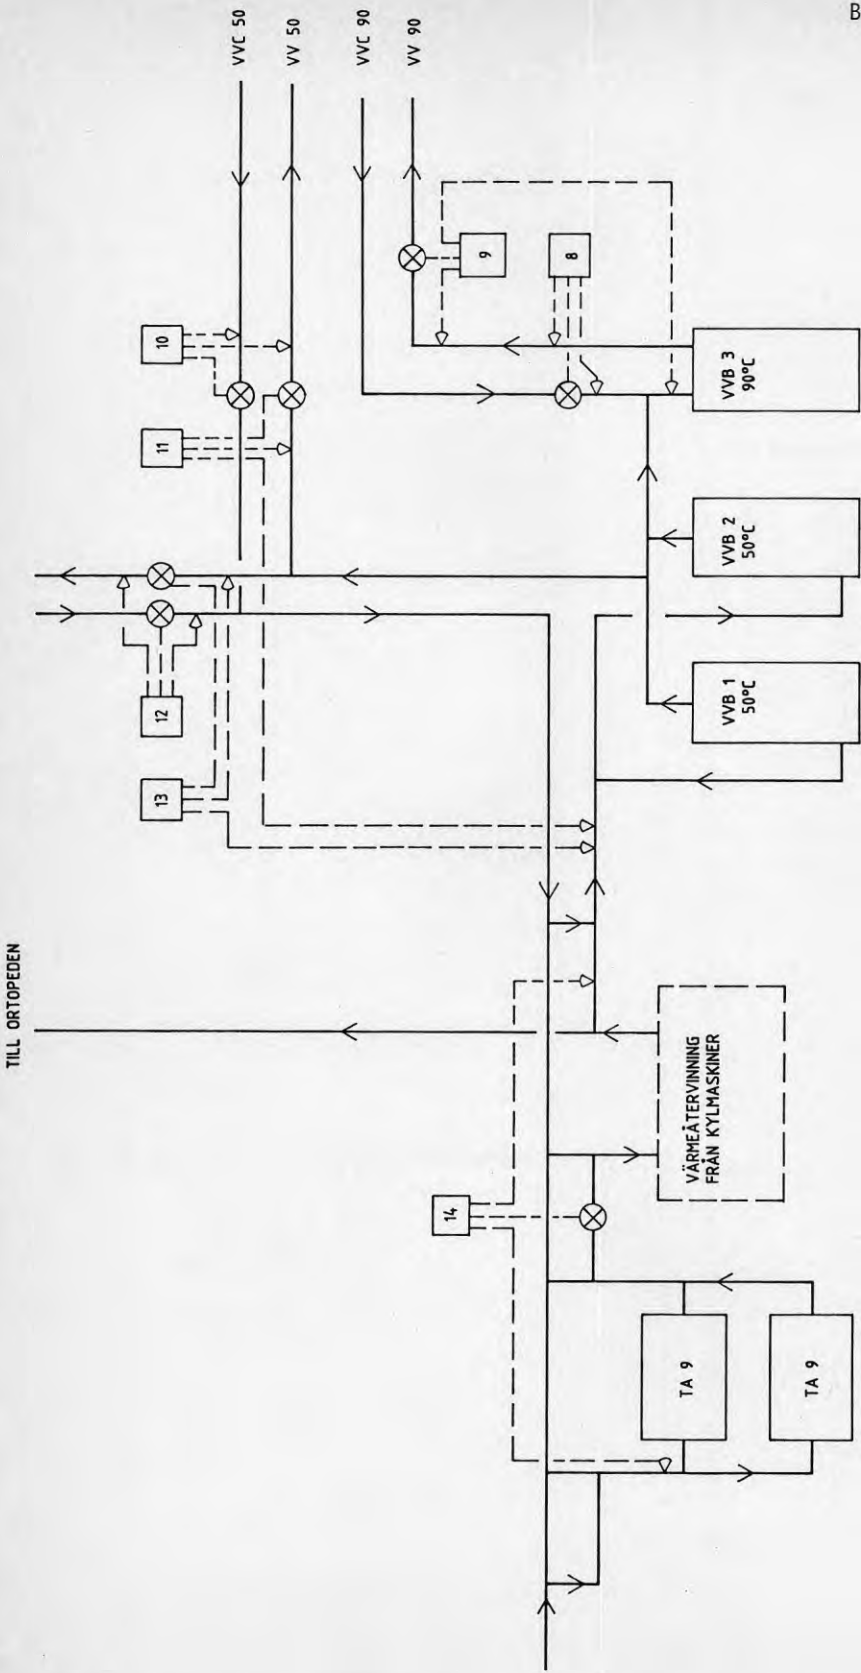 B
VVC 50
VV 50
VVC 90
VV 90
10
11
9
8
12
13
VVB 3
90°C
VVB 2
50°C
VVB 1
50°C
TILL ORTOPEDEN
14
VÄRMEÅTERVINNING
FRÅN KYLMASKINER
TA 9
TA 9